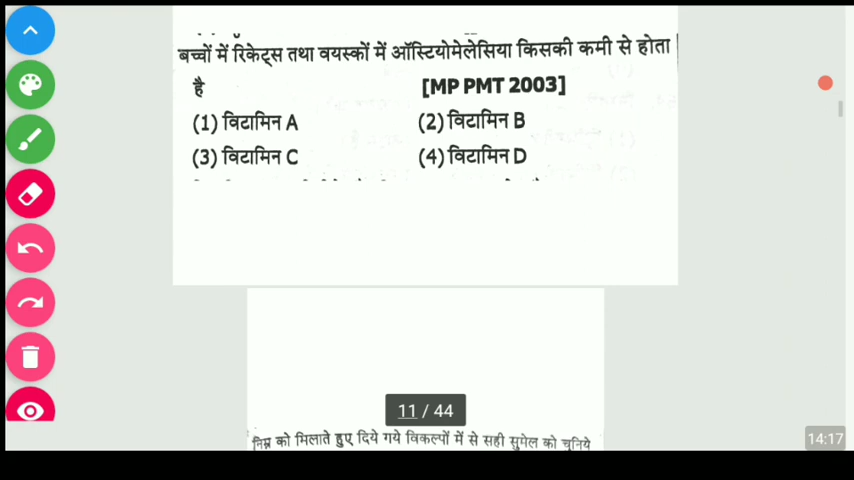 बच्चों में रिकेट्स तथा वयस्कों में ऑस्टियोमेलेसिया किसकी कमी से होता
है [MP PMT 2003]
(1) विटामिन A (2) विटामिन B
(3) विटामिन C (4) विटामिन D
11 / 44
निम्न को मिलाते हुए दिये गये विकल्पों में से सही सुमेल को चुनिये
14:17